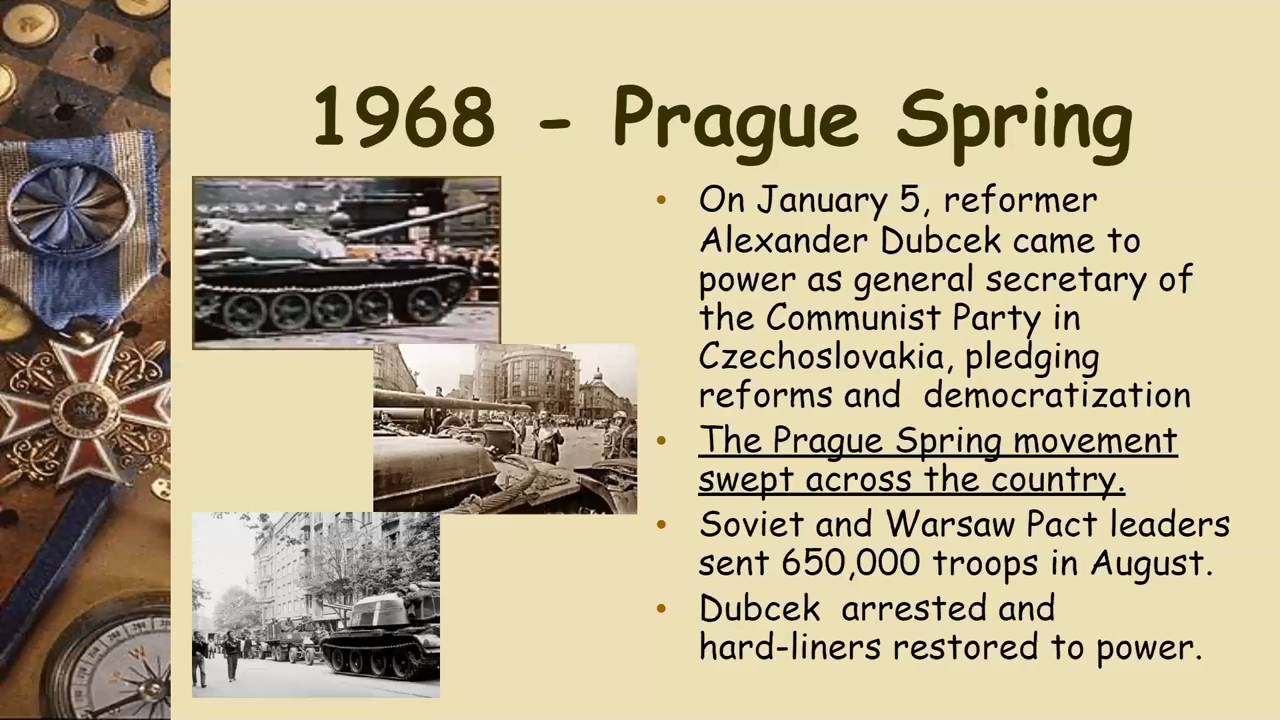 1968 - Prague Spring
• On January 5, reformer
Alexander Dubcek came to
power as general secretary of
the Communist Party in
Czechoslovakia, pledging
reforms and  democratization
• The Prague Spring movement
swept across the country.
• Soviet and Warsaw Pact leaders
sent 650,000 troops in August.
• Dubcek  arrested and
hard-liners restored to power.